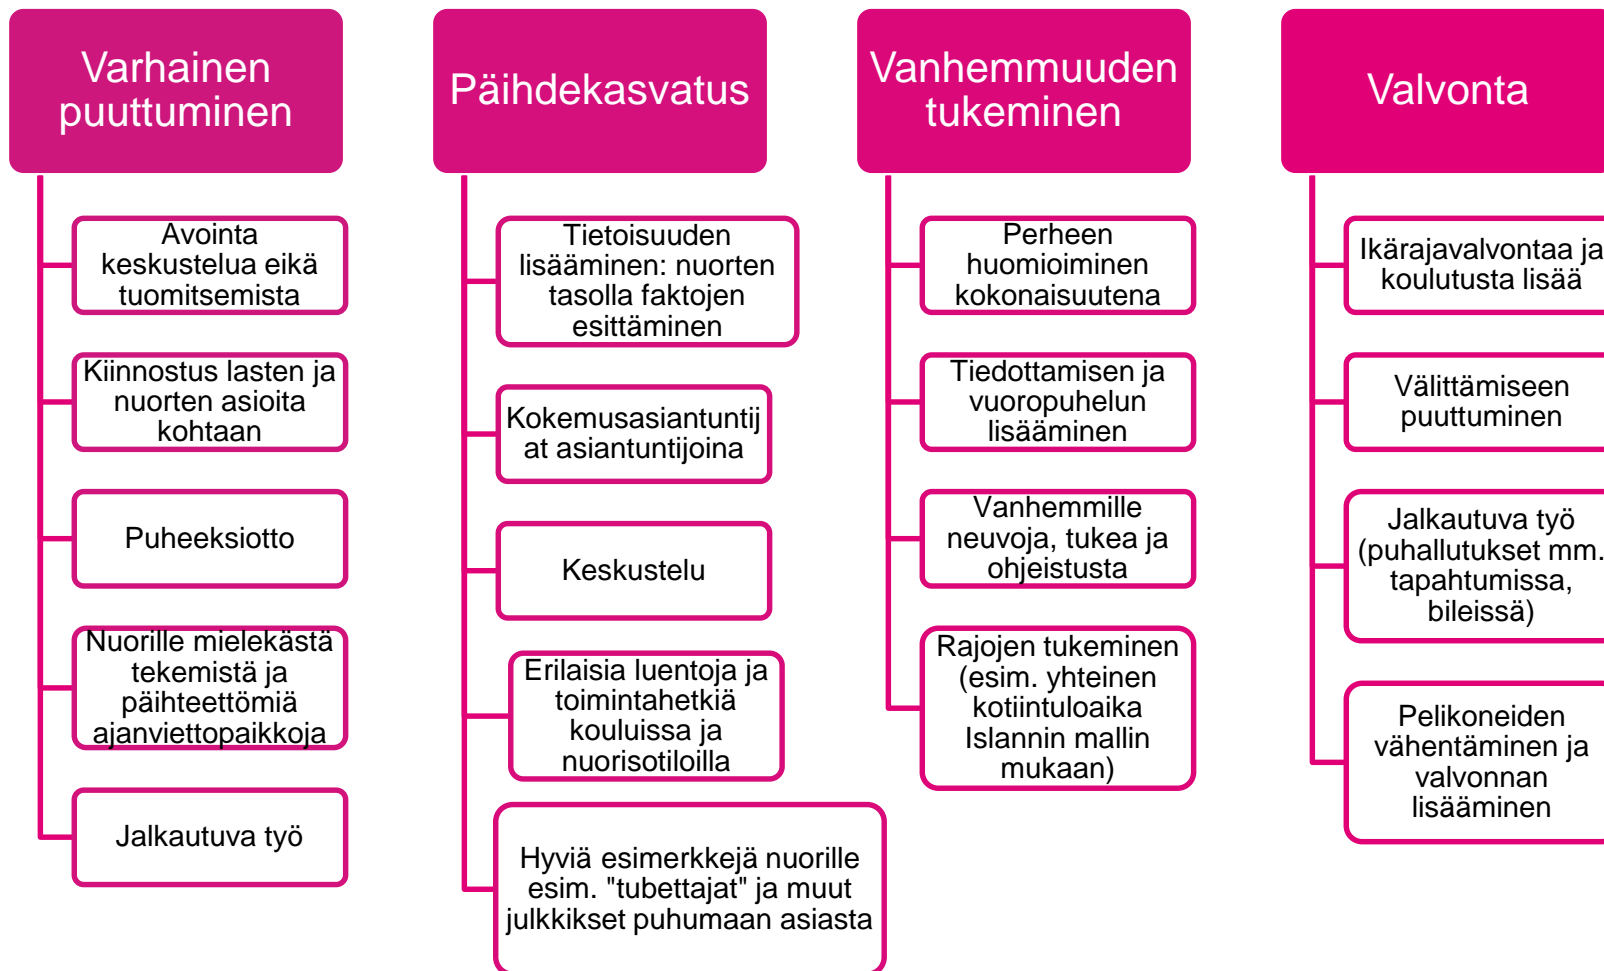 Varhainen
puuttuminen
Avointa
keskustelua eikä
tuomitsemista
Kiinnostus lasten ja
nuorten asioita
kohtaan
Puheeksiotto
Nuorille mielekästä
tekemistä ja
päihteettömiä
ajanviettopaikkoja
Jalkautuva työ
Päihdekasvatus
Tietoisuuden
lisääminen: nuorten
tasolla faktojen
esittäminen
Kokemusasiantuntij
at asiantuntijoina
Keskustelu
Erilaisia luentoja ja
toimintahetkiä
kouluissa ja
nuorisotiloilla
Hyviä esimerkkejä nuorille
esim. "tubettajat" ja muut
julkkikset puhumaan asiasta
Vanhemmuuden
tukeminen
Perheen
huomioiminen
kokonaisuutena
Tiedottamisen ja
vuoropuhelun
lisääminen
Vanhemmille
neuvoja, tukea ja
ohjeistusta
Rajojen tukeminen
(esim. yhteinen
kotiintuloaika
Islannin mallin
mukaan)
Valvonta
Ikärajavalvontaa ja
koulutusta lisää
Välittämiseen
puuttuminen
Jalkautuva työ
(puhallutukset mm.
tapahtumissa,
bileissä)
Pelikoneiden
vähentäminen ja
valvonnan
lisääminen